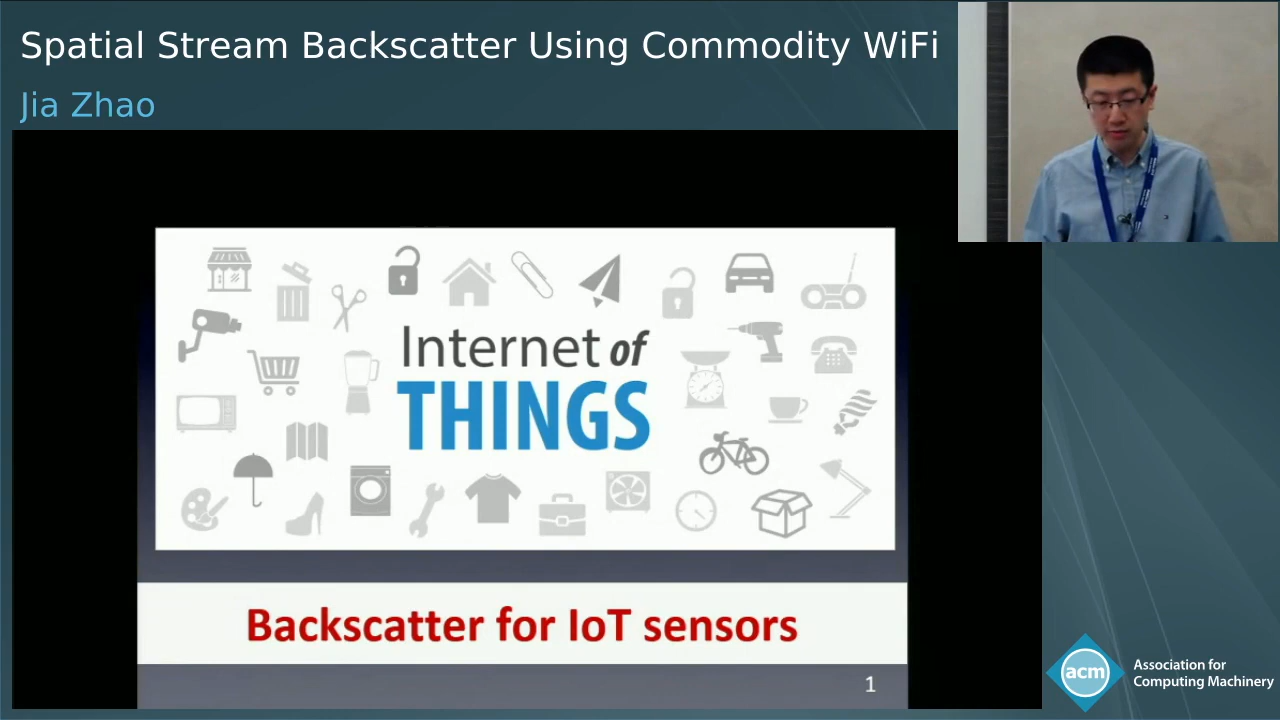 Spatial Stream Backscatter Using Commodity WiFi
Jia Zhao
Internet of
THINGS
Backscatter for IoT sensors
1
acm
Association for
Computing Machinery